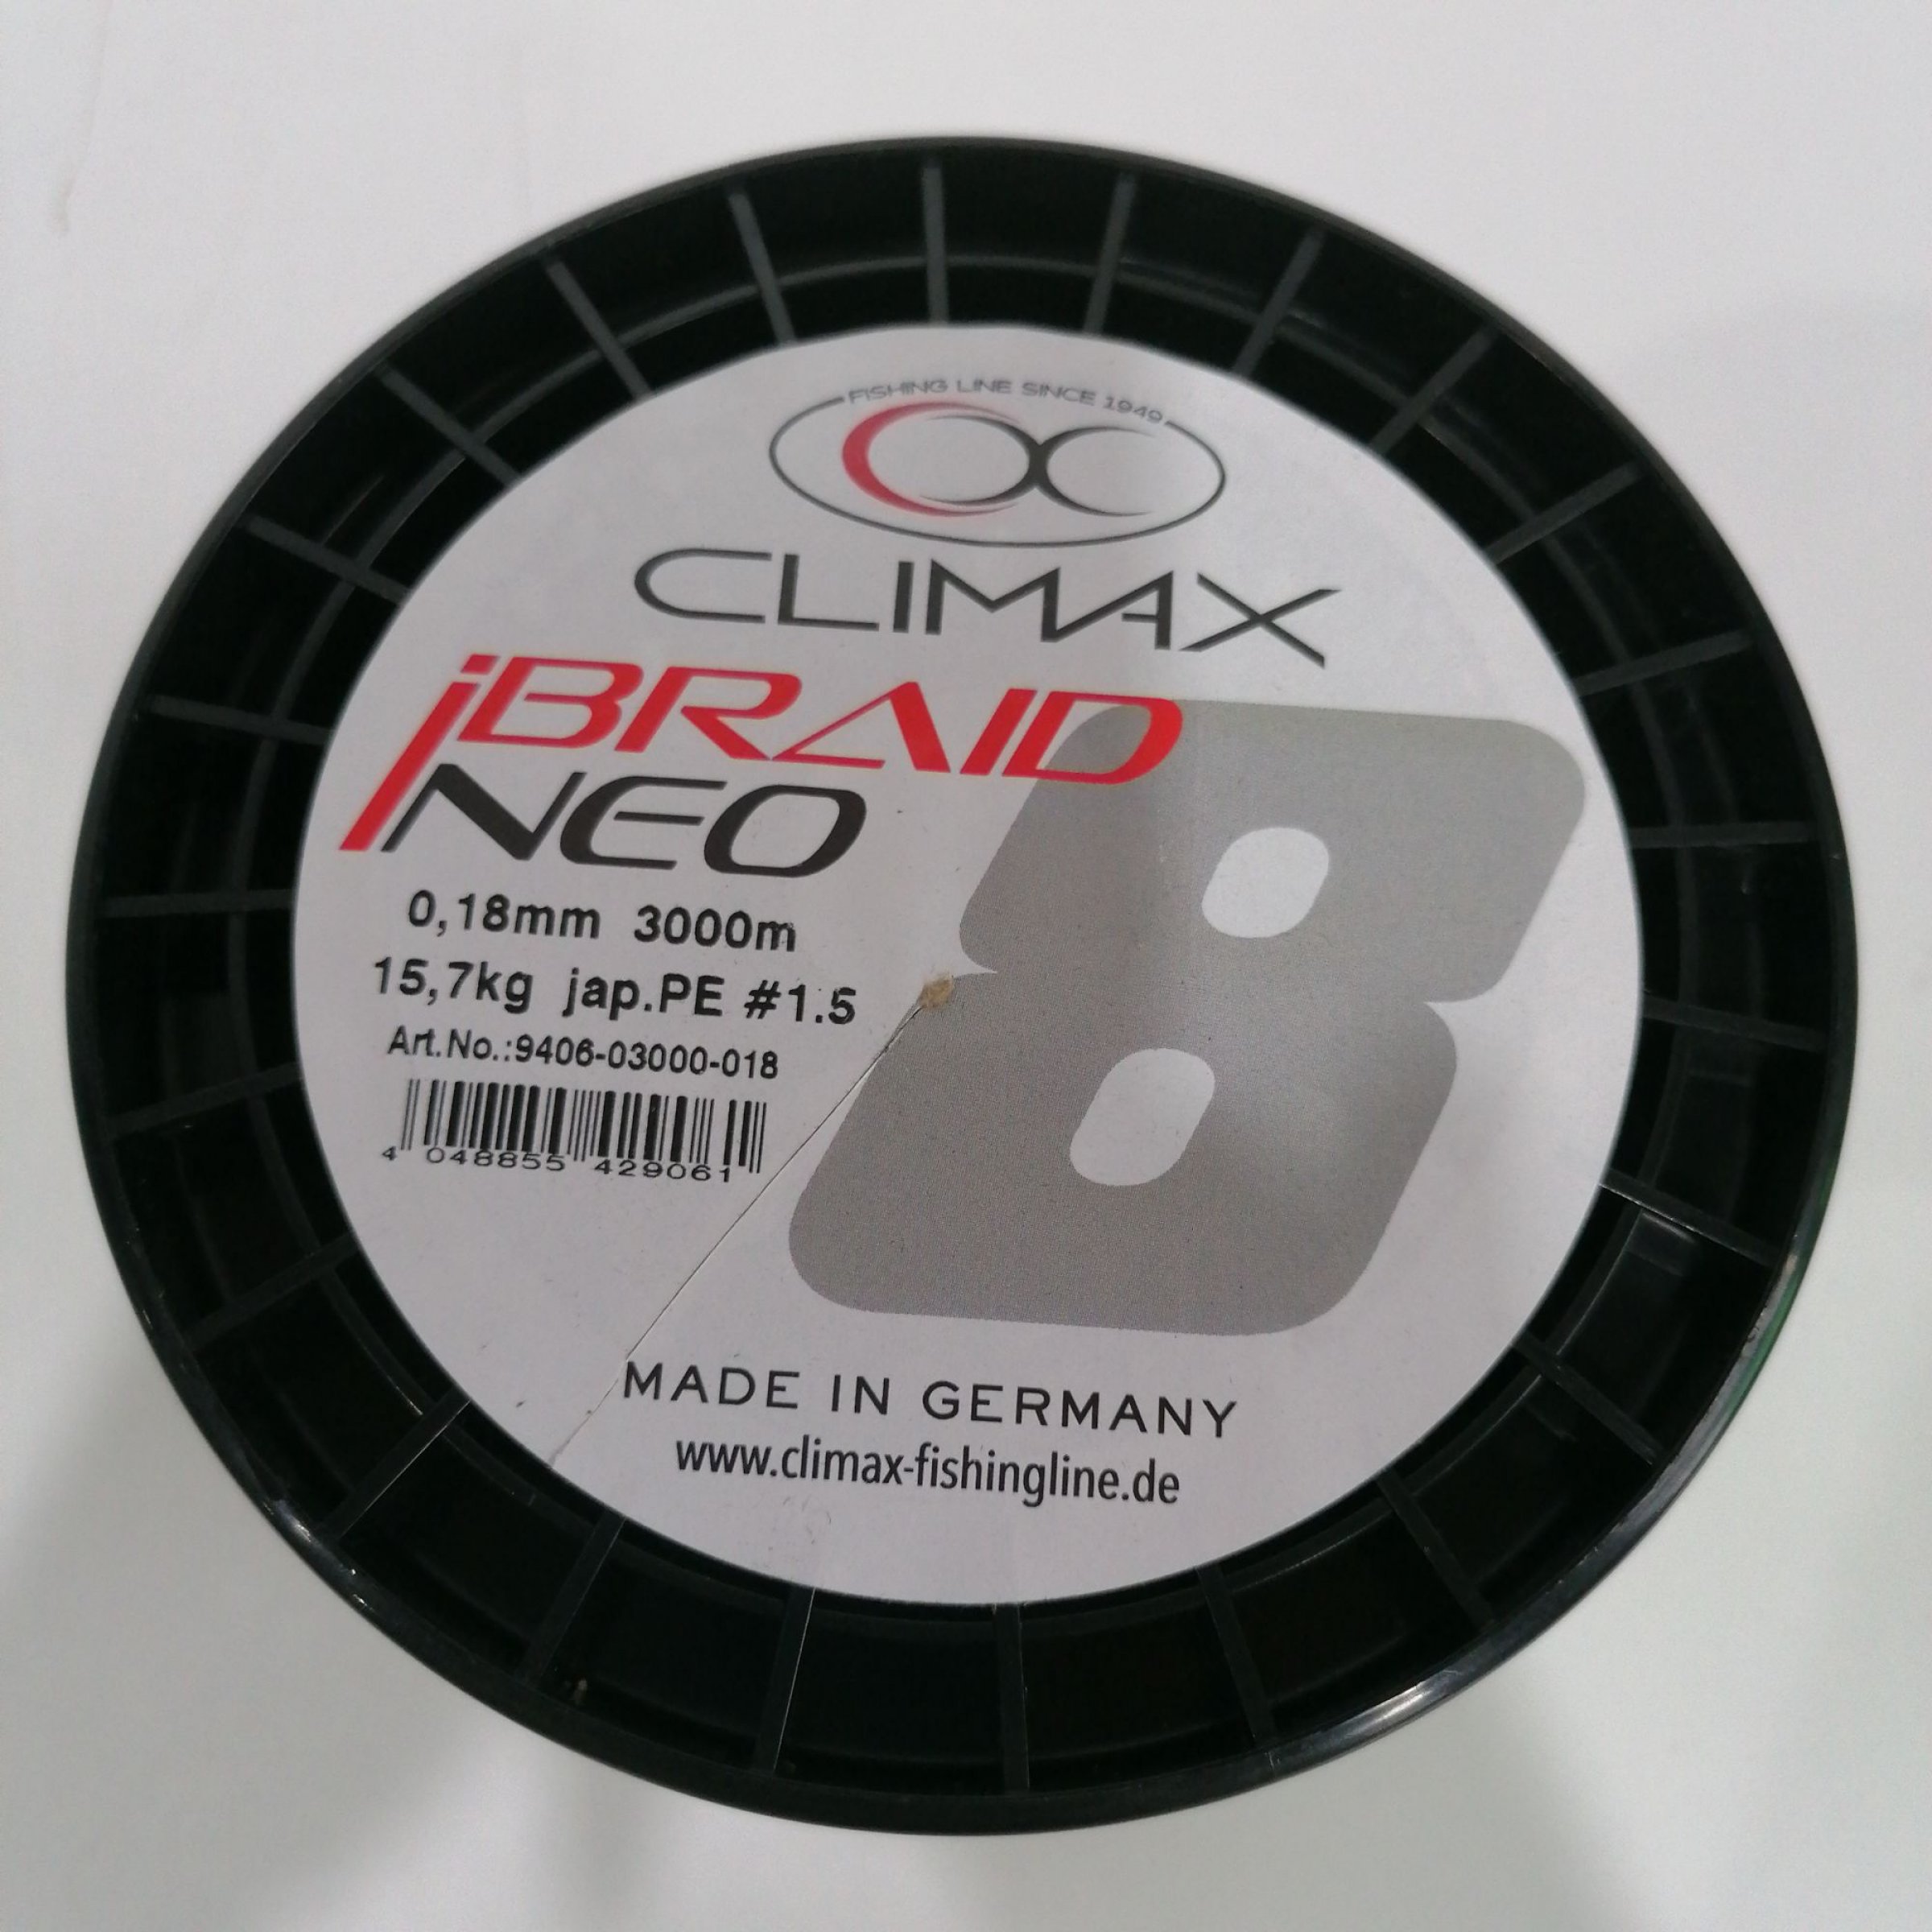 FISHING LINE SINCE 1949
CLIMAX
iBRAID
NEO
8
0,18mm 3000m
15,7kg jap.PE #1.5
Art.No.:9406-03000-018
4 048855 429061
MADE IN GERMANY
www.climax-fishingline.de